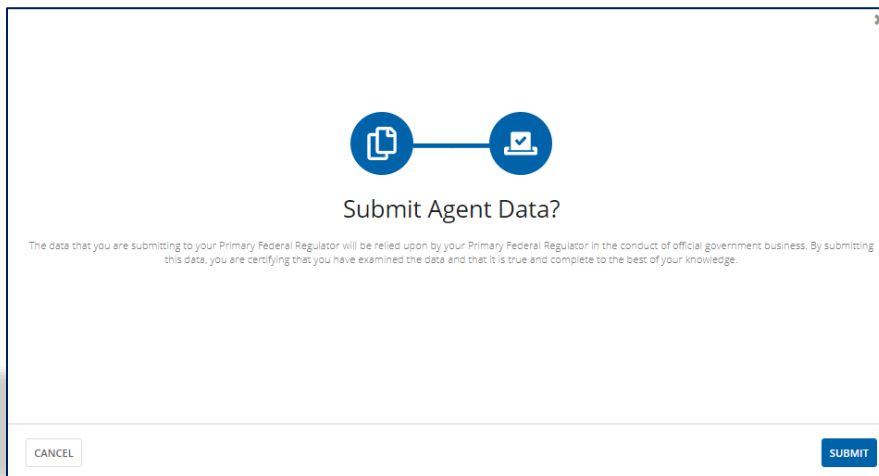 Submit Agent Data?
The data that you are submitting to your Primary Federal Regulator will be relied upon by your Primary Federal Regulator in the conduct of official government business. By submitting
this data, you are certifying that you have examined the data and that it is true and complete to the best of your knowledge.
CANCEL
SUBMIT